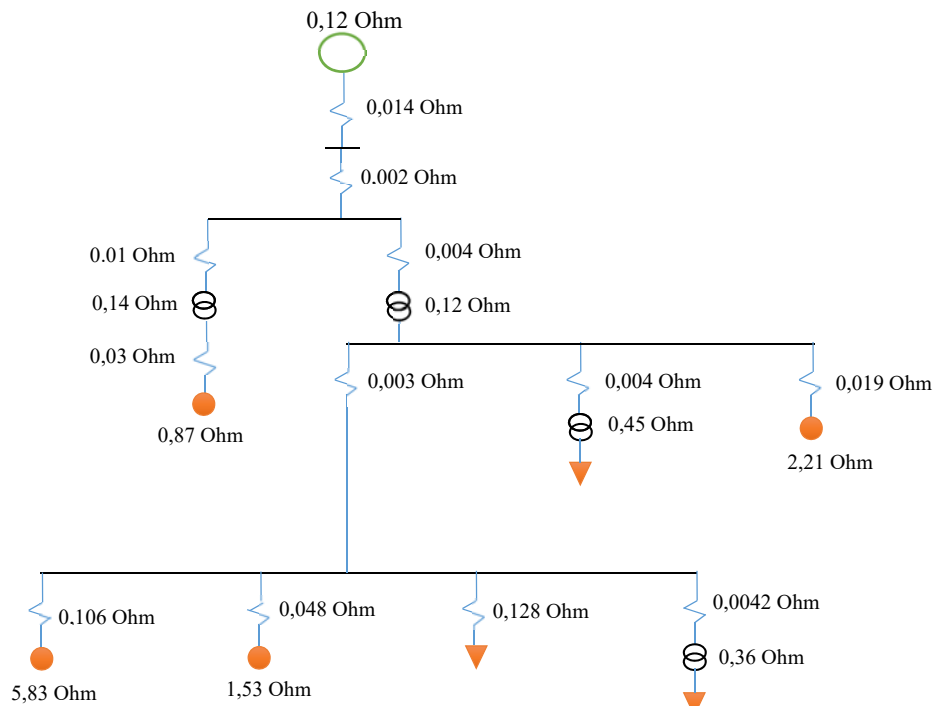 0,12 Ohm
0,014 Ohm
0.002 Ohm
0.01 Ohm
0,004 Ohm
0,14 Ohm
0,12 Ohm
0,03 Ohm
0,003 Ohm
0,004 Ohm
0,019 Ohm
0,87 Ohm
0,45 Ohm
2,21 Ohm
0,106 Ohm
0,048 Ohm
0,128 Ohm
0,0042 Ohm
0,36 Ohm
5,83 Ohm
1,53 Ohm